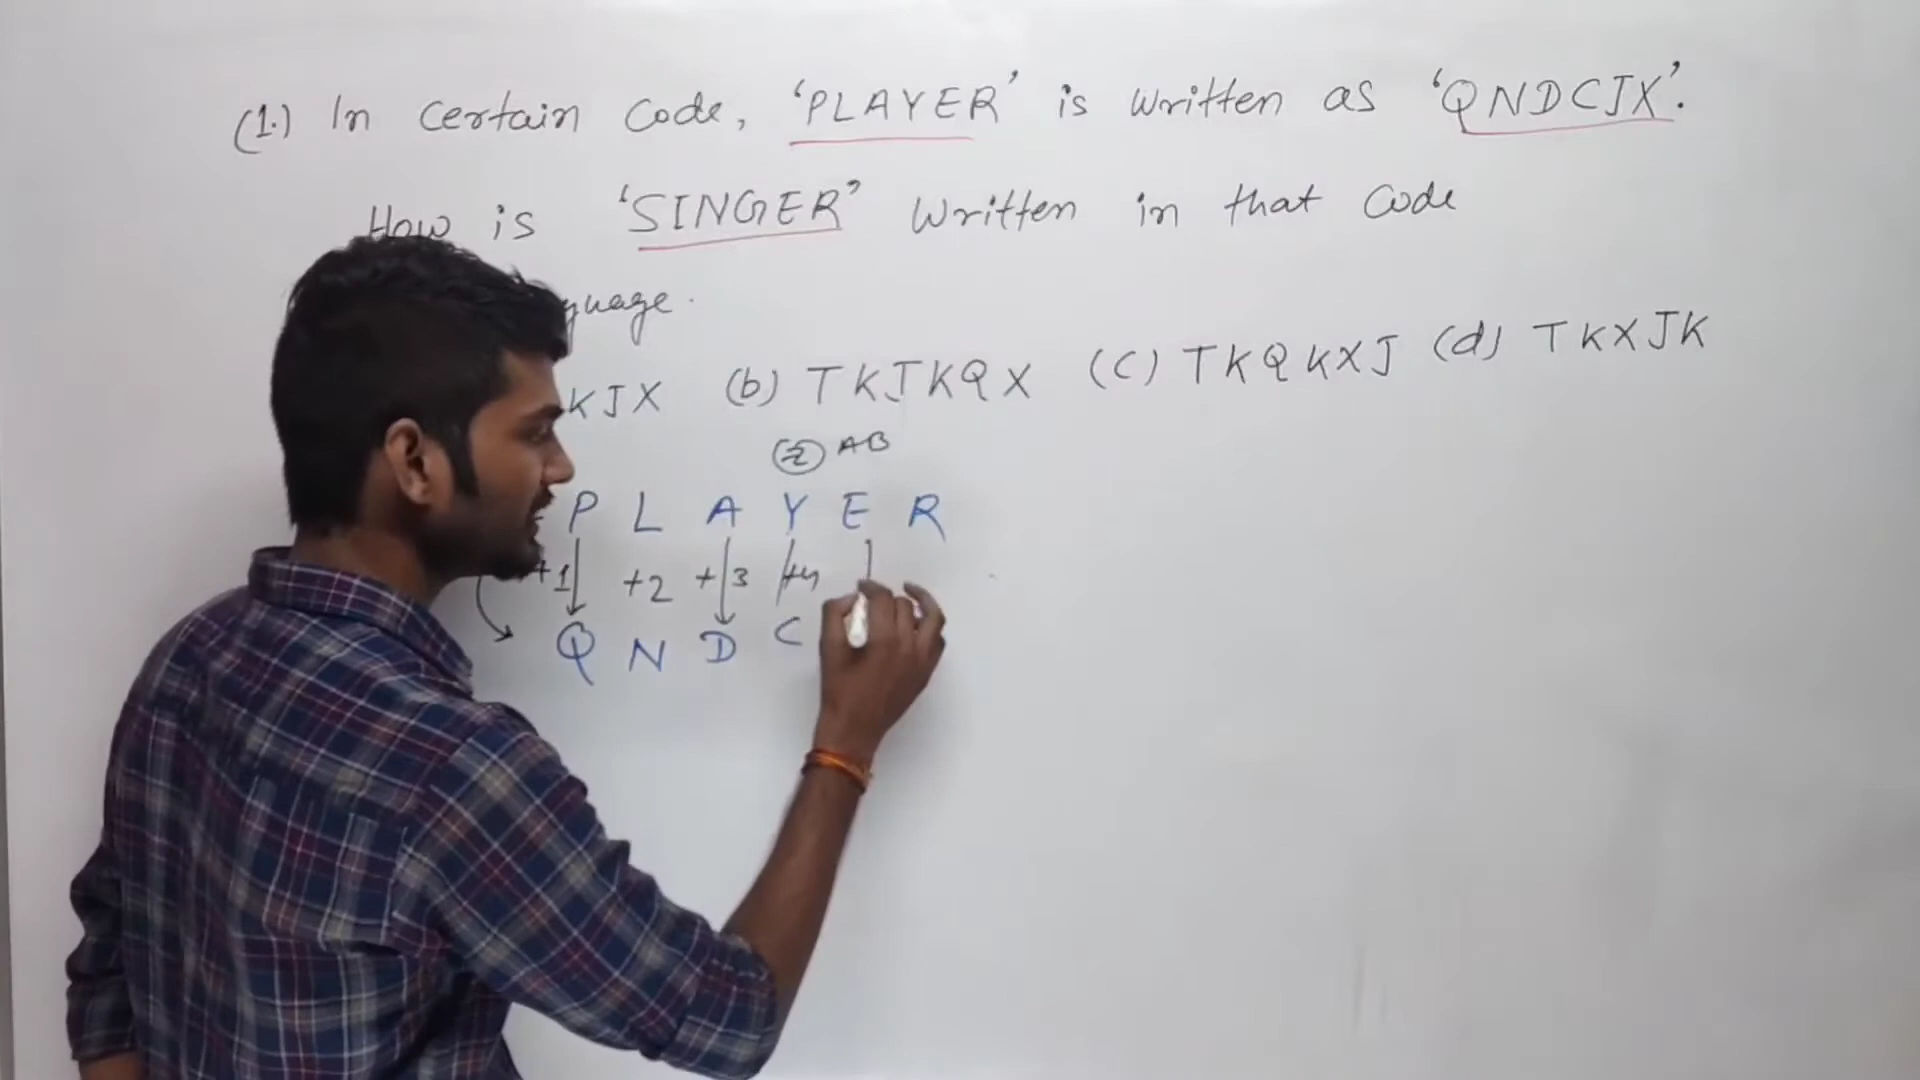 (1.) In Certain Code, 'PLAYER' is Written as 'QNDCJX'.
How is 'SINGER' Written in that Code
guage.
KJX (b) TKJKQX (C) TKQKXJ (d) TKXJK
Z AB
P L A Y E R
+1 +2 +3 +4
Q N D C